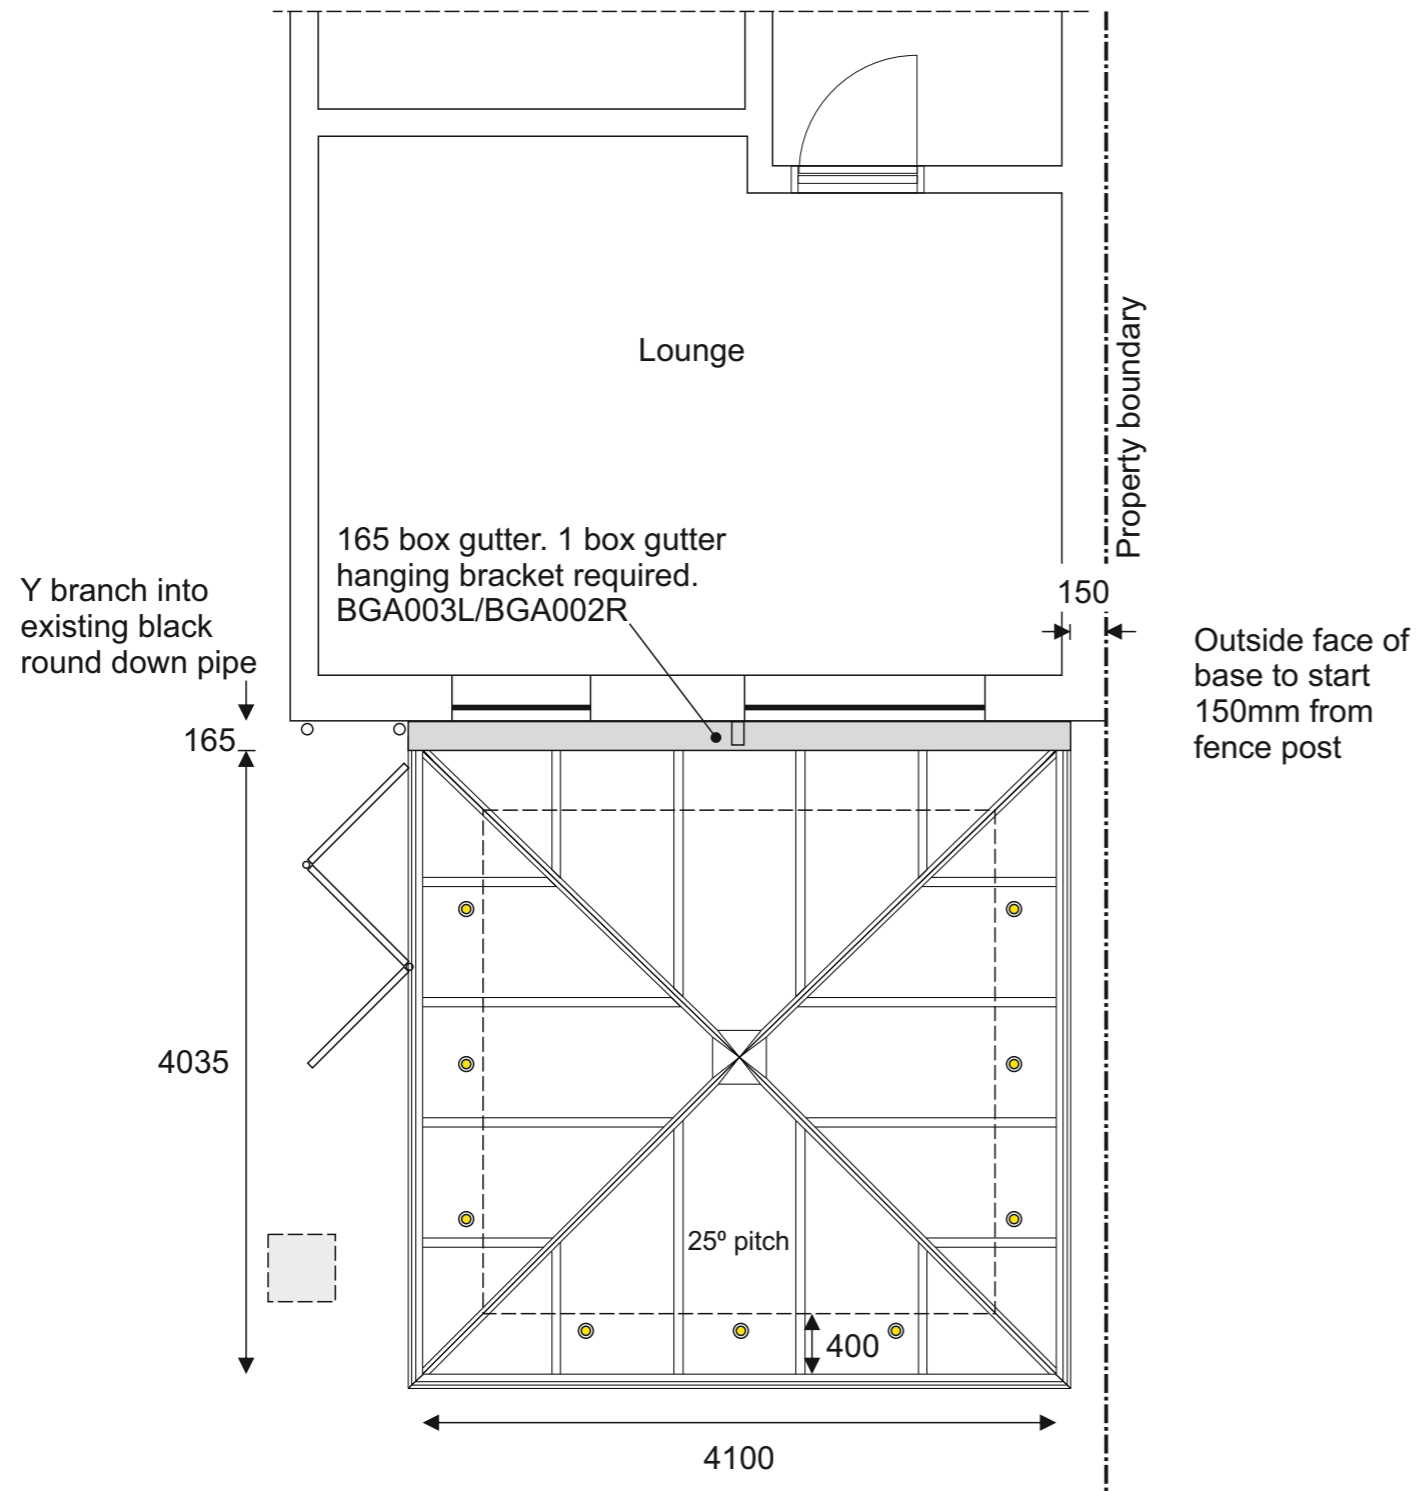 Lounge
Property boundary
165 box gutter. 1 box gutter
hanging bracket required.
BGA003L/BGA002R
Y branch into
existing black
round down pipe
150
Outside face of
base to start
150mm from
fence post
165
4035
25º pitch
400
4100